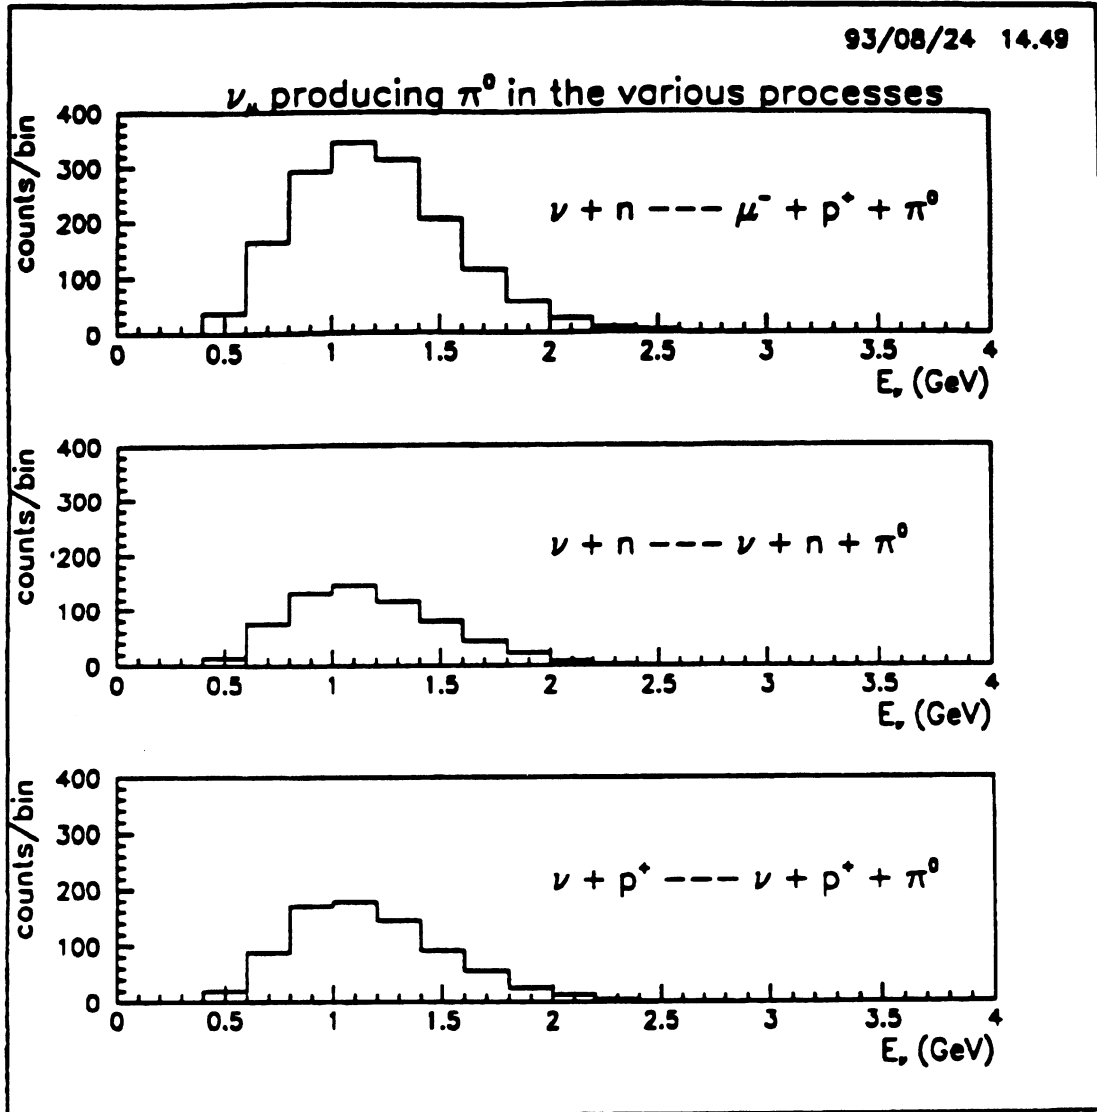 93/08/24 14.49
ν_μ producing π⁰ in the various processes
counts/bin
400
300
200
100
0
ν + n --- μ⁻ + p⁺ + π⁰
0 0.5 1 1.5 2 2.5 3 3.5 4
E_ν (GeV)
counts/bin
400
300
200
100
0
ν + n --- ν + n + π⁰
0 0.5 1 1.5 2 2.5 3 3.5 4
E_ν (GeV)
counts/bin
400
300
200
100
0
ν + p⁺ --- ν + p⁺ + π⁰
0 0.5 1 1.5 2 2.5 3 3.5 4
E_ν (GeV)